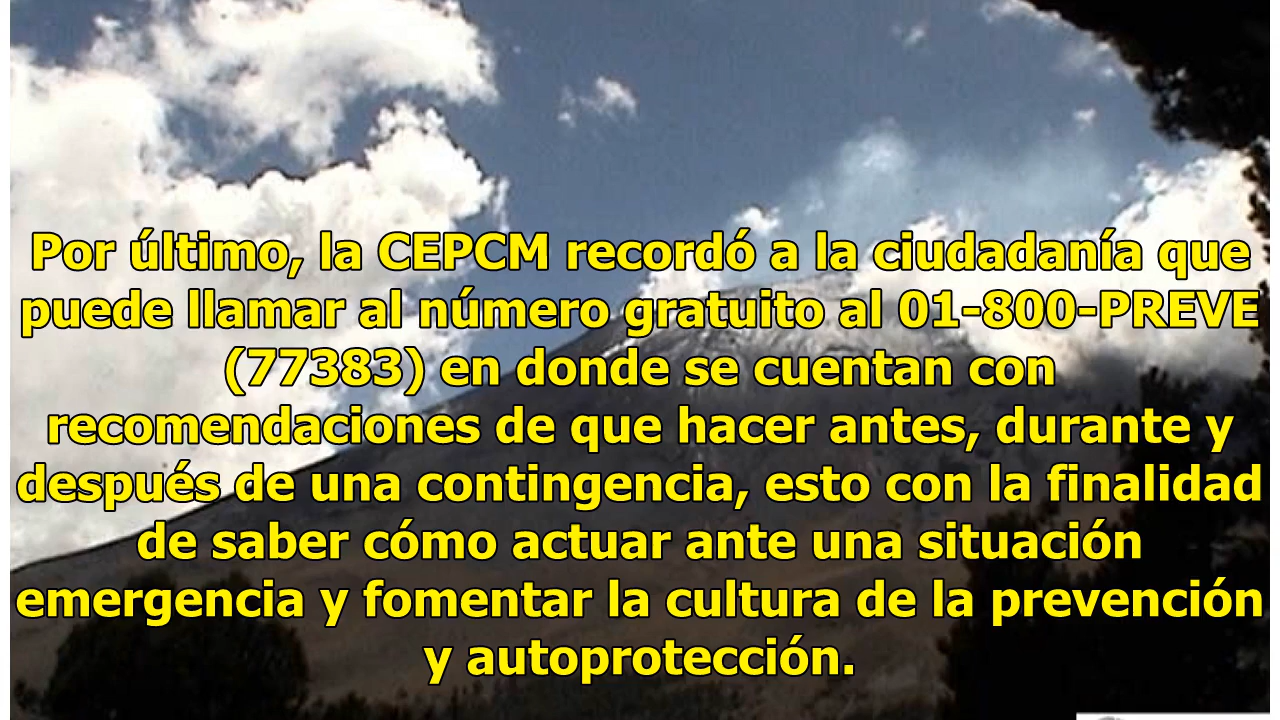 Por último, la CEPCM recordó a la ciudadanía que
puede llamar al número gratuito al 01-800-PREVE
(77383) en donde se cuentan con
recomendaciones de que hacer antes, durante y
después de una contingencia, esto con la finalidad
de saber cómo actuar ante una situación
emergencia y fomentar la cultura de la prevención
y autoprotección.